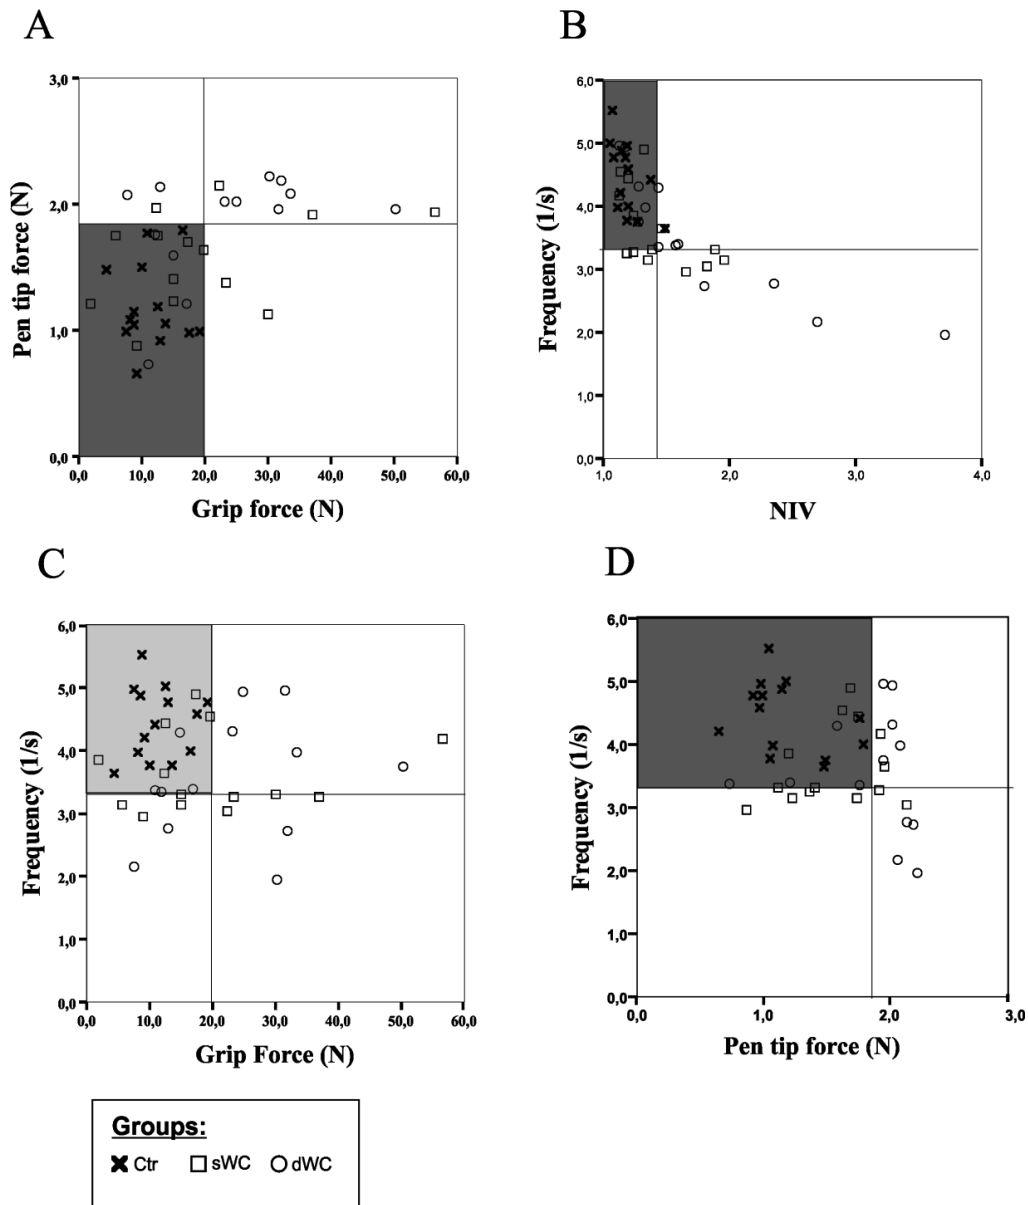 A
B
3,0
2,0
1,0
0,0
Pen tip force (N)
0,0 10,0 20,0 30,0 40,0 50,0 60,0
Grip force (N)
6,0
5,0
4,0
3,0
2,0
1,0
0,0
Frequency (1/s)
1,0 2,0 3,0 4,0
NIV
C
D
6,0
5,0
4,0
3,0
2,0
1,0
0,0
Frequency (1/s)
0,0 10,0 20,0 30,0 40,0 50,0 60,0
Grip Force (N)
6,0
5,0
4,0
3,0
2,0
1,0
0,0
Frequency (1/s)
0,0 1,0 2,0 3,0
Pen tip force (N)
Groups:
Ctr sWC dWC